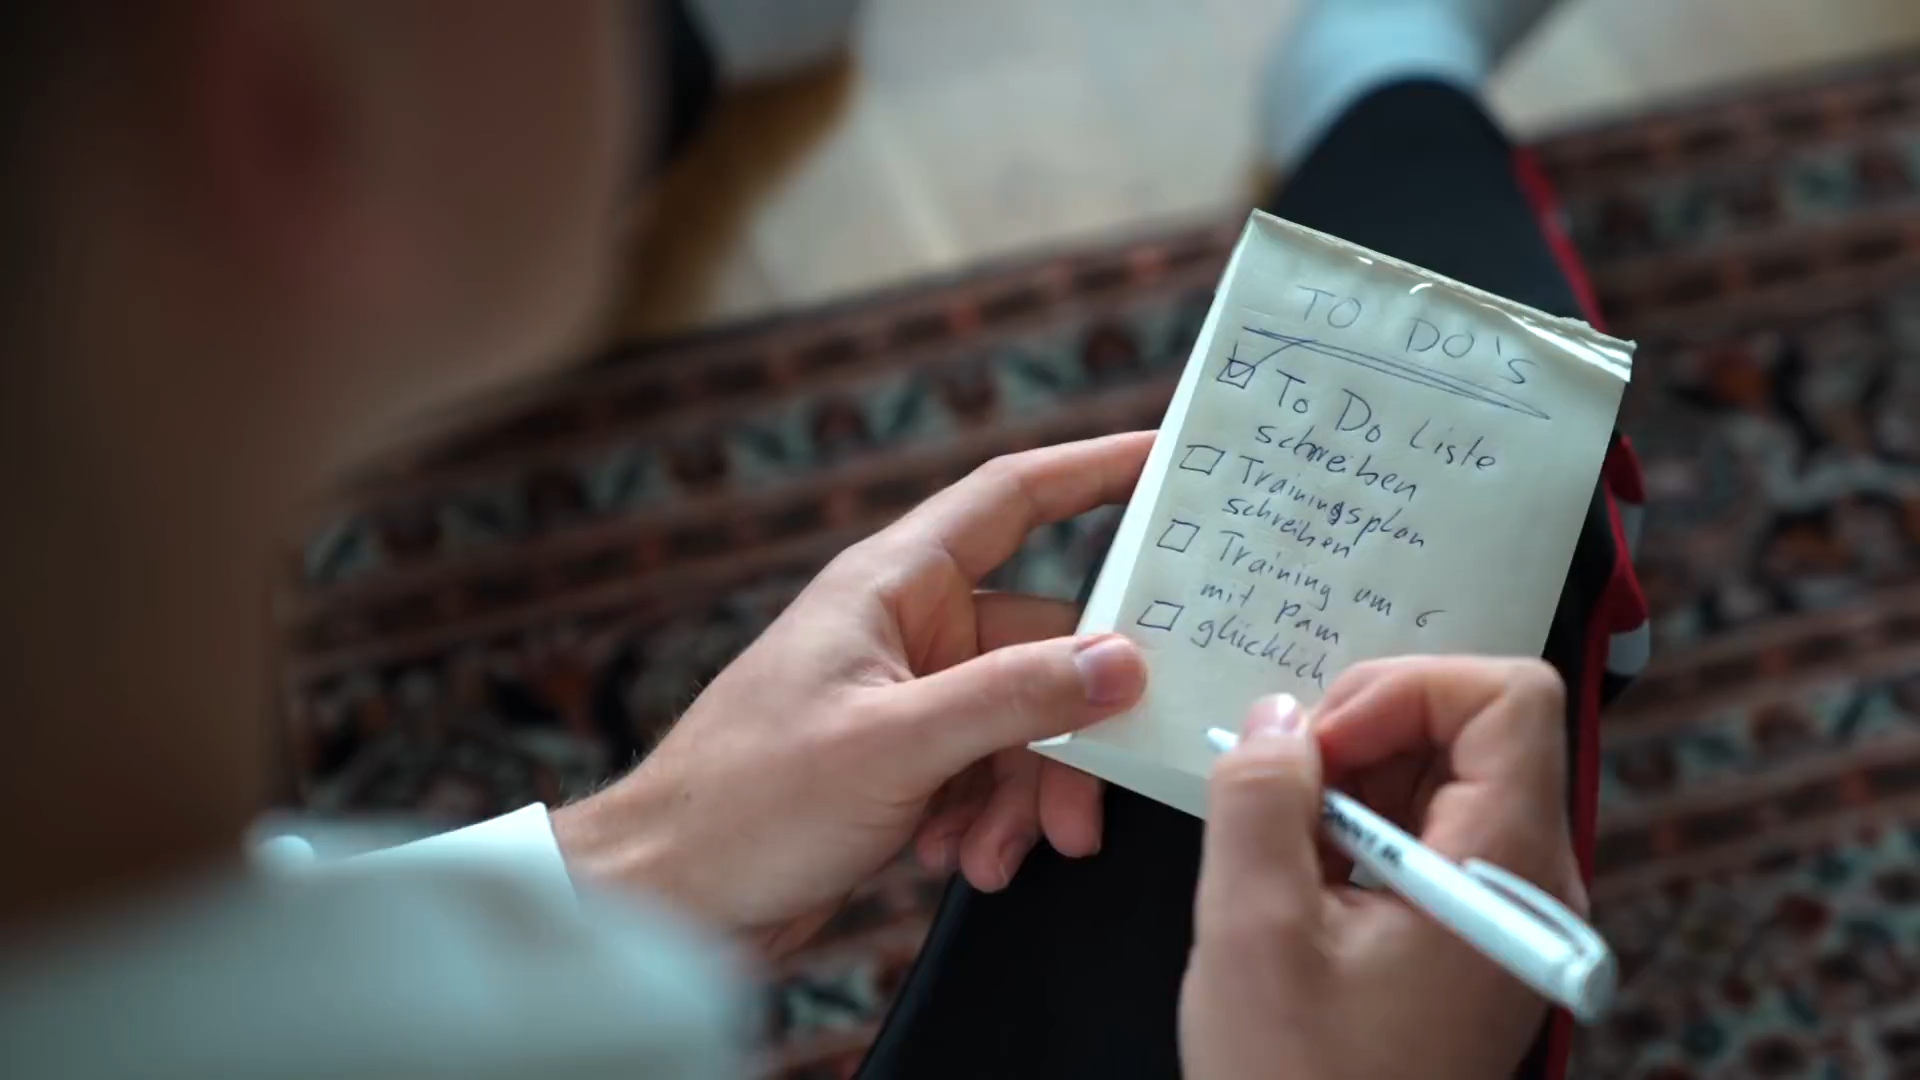 TO DO'S
To Do Liste
schreiben
Trainingsplan
schreiben
Training um 6
mit pam
glücklich